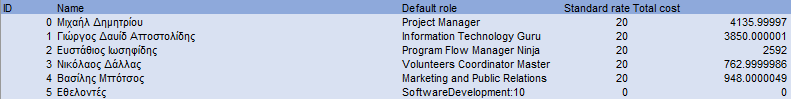 ID Name Default role Standard rate Total cost
0 Μιχαήλ Δημητρίου Project Manager 20 4135.99997
1 Γιώργος Δαυίδ Αποστολίδης Information Technology Guru 20 3850.000001
2 Ευστάθιος Ιωσηφίδης Program Flow Manager Ninja 20 2592
3 Νικόλαος Δάλλας Volunteers Coordinator Master 20 762.9999986
4 Βασίλης Μπότσος Marketing and Public Relations 20 948.0000049
5 Εθελοντές SoftwareDevelopment:10 0 0